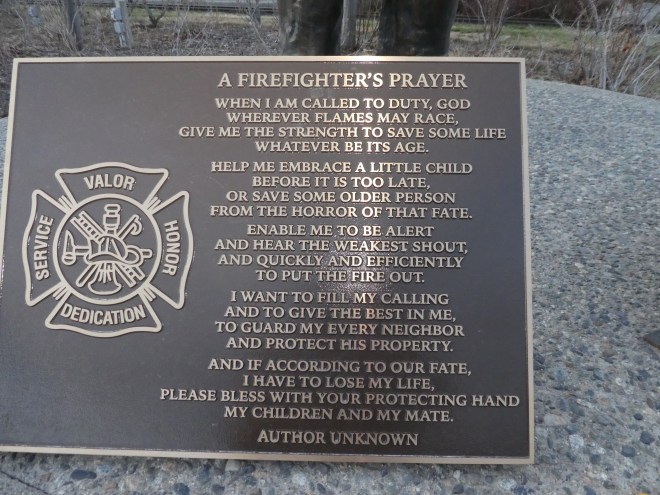 A FIREFIGHTER'S PRAYER
WHEN I AM CALLED TO DUTY, GOD
WHEREVER FLAMES MAY RACE,
GIVE ME THE STRENGTH TO SAVE SOME LIFE
WHATEVER BE ITS AGE.
HELP ME EMBRACE A LITTLE CHILD
BEFORE IT IS TOO LATE,
OR SAVE SOME OLDER PERSON
FROM THE HORROR OF THAT FATE.
ENABLE ME TO BE ALERT
AND HEAR THE WEAKEST SHOUT,
AND QUICKLY AND EFFICIENTLY
TO PUT THE FIRE OUT.
I WANT TO FILL MY CALLING
AND TO GIVE THE BEST IN ME,
TO GUARD MY EVERY NEIGHBOR
AND PROTECT HIS PROPERTY.
AND IF ACCORDING TO OUR FATE,
I HAVE TO LOSE MY LIFE,
PLEASE BLESS WITH YOUR PROTECTING HAND
MY CHILDREN AND MY MATE.
AUTHOR UNKNOWN
VALOR
SERVICE
HONOR
DEDICATION